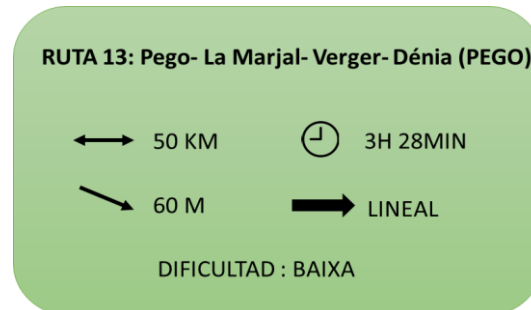 RUTA 13: Pego- La Marjal- Verger- Dénia (PEGO)
50 KM 3H 28MIN
60 M LINEAL
DIFICULTAD : BAIXA